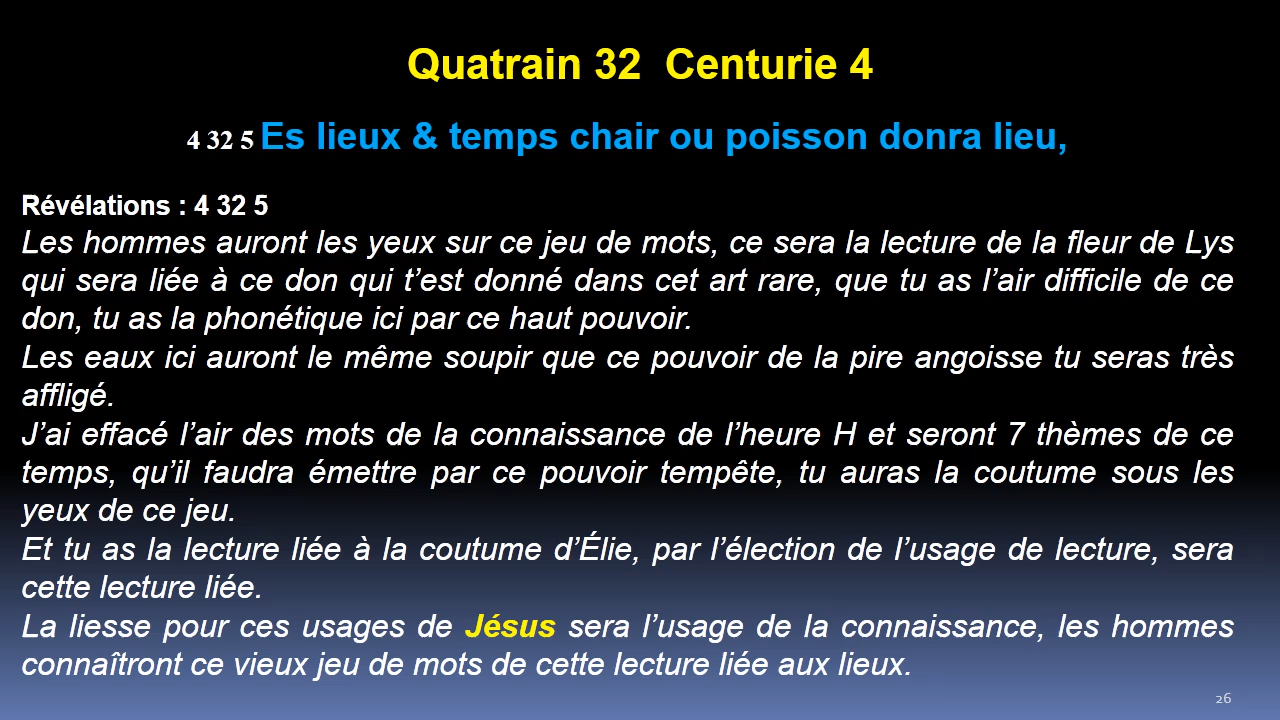 Quatrain 32  Centurie 4
4 32 5 Es lieux & temps chair ou poisson donra lieu,
Révélations : 4 32 5
Les hommes auront les yeux sur ce jeu de mots, ce sera la lecture de la fleur de Lys
qui sera liée à ce don qui t’est donné dans cet art rare, que tu as l’air difficile de ce
don, tu as la phonétique ici par ce haut pouvoir.
Les eaux ici auront le même soupir que ce pouvoir de la pire angoisse tu seras très
affligé.
J’ai effacé l’air des mots de la connaissance de l’heure H et seront 7 thèmes de ce
temps, qu’il faudra émettre par ce pouvoir tempête, tu auras la coutume sous les
yeux de ce jeu.
Et tu as la lecture liée à la coutume d’Élie, par l’élection de l’usage de lecture, sera
cette lecture liée.
La liesse pour ces usages de Jésus sera l’usage de la connaissance, les hommes
connaîtront ce vieux jeu de mots de cette lecture liée aux lieux.
26